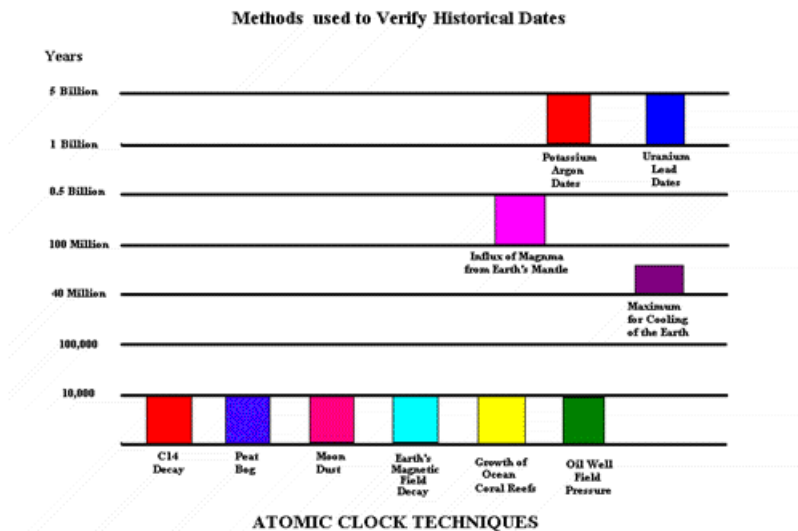 Methods used to Verify Historical Dates
Years
5 Billion
1 Billion
Potassium
Argon
Dates
Uranium
Lead
Dates
0.5 Billion
100 Million
Influx of Magnma
from Earth's Mantle
40 Million
Maximum
for Cooling
of the Earth
100,000
10,000
C14
Decay
Peat
Bog
Moon
Dust
Earth's
Magnetic
Field
Decay
Growth of
Ocean
Coral Reefs
Oil Well
Field
Pressure
ATOMIC CLOCK TECHNIQUES